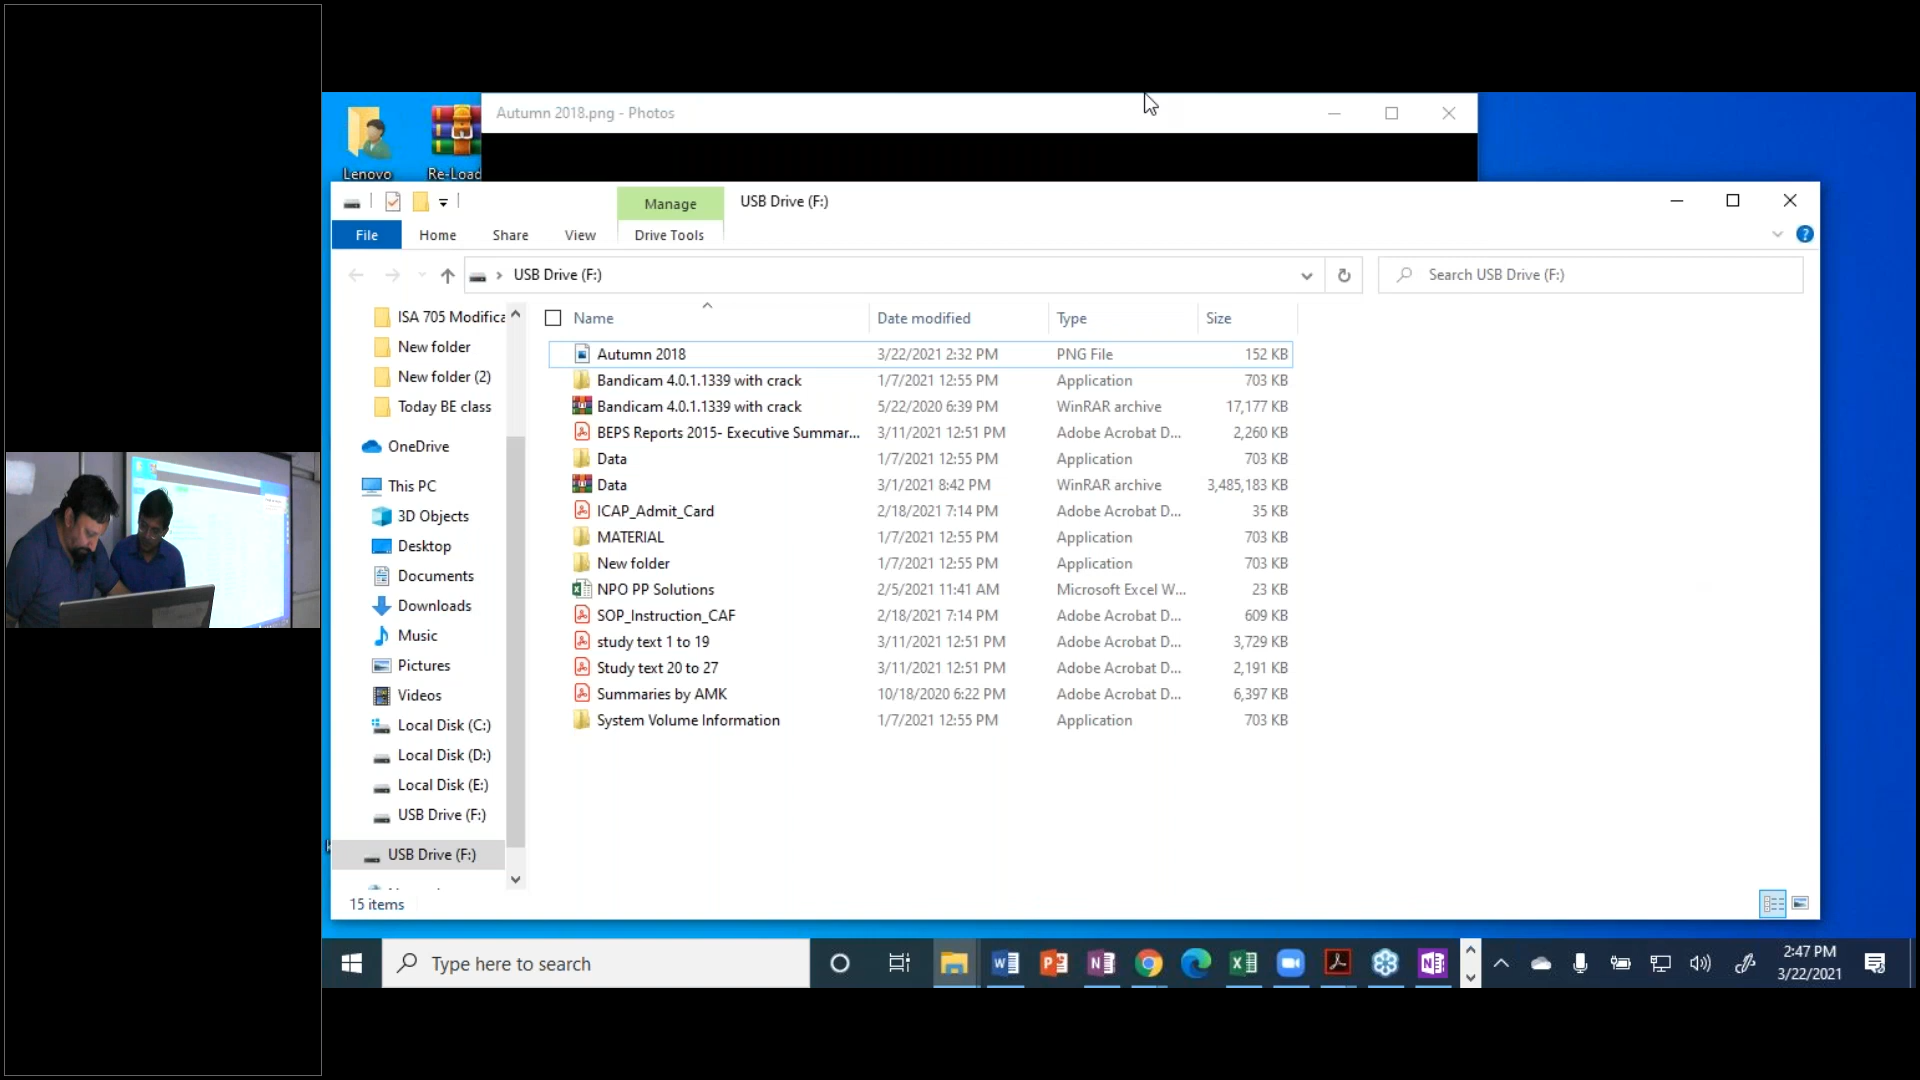 Lenovo
Re-Load
Autumn 2018.png - Photos
Manage
USB Drive (F:)
File
Home
Share
View
Drive Tools
USB Drive (F:)
Search USB Drive (F:)
ISA 705 Modifica
New folder
New folder (2)
Today BE class
OneDrive
This PC
3D Objects
Desktop
Documents
Downloads
Music
Pictures
Videos
Local Disk (C:)
Local Disk (D:)
Local Disk (E:)
USB Drive (F:)
USB Drive (F:)
Name Date modified Type Size
Autumn 2018 3/22/2021 2:32 PM PNG File 152 KB
Bandicam 4.0.1.1339 with crack 1/7/2021 12:55 PM Application 703 KB
Bandicam 4.0.1.1339 with crack 5/22/2020 6:39 PM WinRAR archive 17,177 KB
BEPS Reports 2015- Executive Summar... 3/11/2021 12:51 PM Adobe Acrobat D... 2,260 KB
Data 1/7/2021 12:55 PM Application 703 KB
Data 3/1/2021 8:42 PM WinRAR archive 3,485,183 KB
ICAP_Admit_Card 2/18/2021 7:14 PM Adobe Acrobat D... 35 KB
MATERIAL 1/7/2021 12:55 PM Application 703 KB
New folder 1/7/2021 12:55 PM Application 703 KB
NPO PP Solutions 2/5/2021 11:41 AM Microsoft Excel W... 23 KB
SOP_Instruction_CAF 2/18/2021 7:14 PM Adobe Acrobat D... 609 KB
study text 1 to 19 3/11/2021 12:51 PM Adobe Acrobat D... 3,729 KB
Study text 20 to 27 3/11/2021 12:51 PM Adobe Acrobat D... 2,191 KB
Summaries by AMK 10/18/2020 6:22 PM Adobe Acrobat D... 6,397 KB
System Volume Information 1/7/2021 12:55 PM Application 703 KB
15 items
Type here to search
2:47 PM
3/22/2021